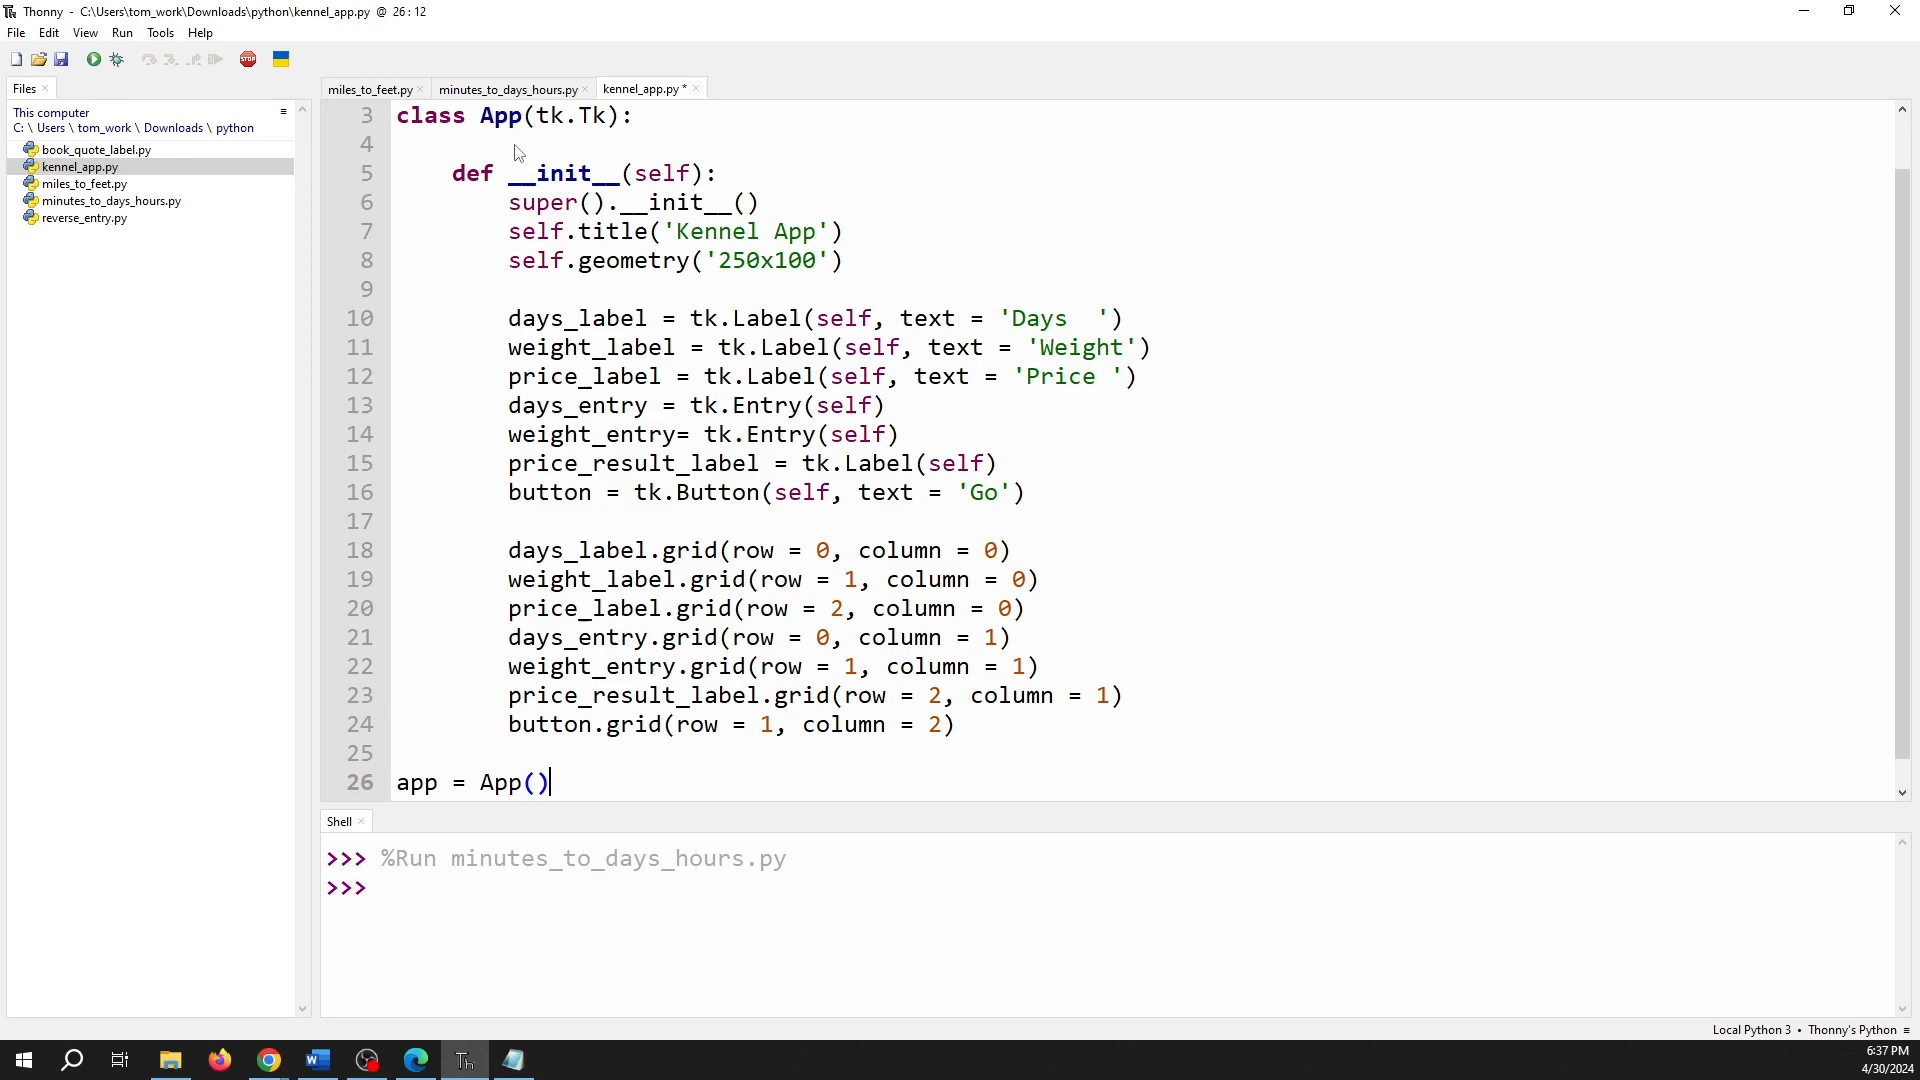 Thonny - C:\Users\tom_work\Downloads\python\kennel_app.py @ 26:12
File Edit View Run Tools Help
STOP
Files
This computer
C: \ Users \ tom_work \ Downloads \ python
book_quote_label.py
kennel_app.py
miles_to_feet.py
minutes_to_days_hours.py
reverse_entry.py
miles_to_feet.py minutes_to_days_hours.py kennel_app.py *
3 class App(tk.Tk):
4
5     def __init__(self):
6         super().__init__()
7         self.title('Kennel App')
8         self.geometry('250x100')
9
10         days_label = tk.Label(self, text = 'Days  ')
11         weight_label = tk.Label(self, text = 'Weight')
12         price_label = tk.Label(self, text = 'Price ')
13         days_entry = tk.Entry(self)
14         weight_entry= tk.Entry(self)
15         price_result_label = tk.Label(self)
16         button = tk.Button(self, text = 'Go')
17
18         days_label.grid(row = 0, column = 0)
19         weight_label.grid(row = 1, column = 0)
20         price_label.grid(row = 2, column = 0)
21         days_entry.grid(row = 0, column = 1)
22         weight_entry.grid(row = 1, column = 1)
23         price_result_label.grid(row = 2, column = 1)
24         button.grid(row = 1, column = 2)
25
26 app = App()
Shell
>>> %Run minutes_to_days_hours.py
>>>
Local Python 3 • Thonny's Python ≡
6:37 PM
4/30/2024